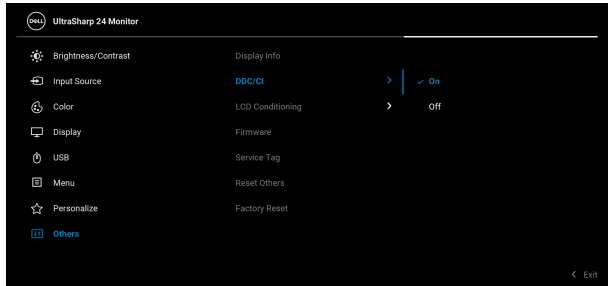 DELL UltraSharp 24 Monitor
Brightness/Contrast Display Info
Input Source DDC/CI > ✓ On
Color LCD Conditioning > Off
Display Firmware
USB Service Tag
Menu Reset Others
Personalize Factory Reset
Others
< Exit